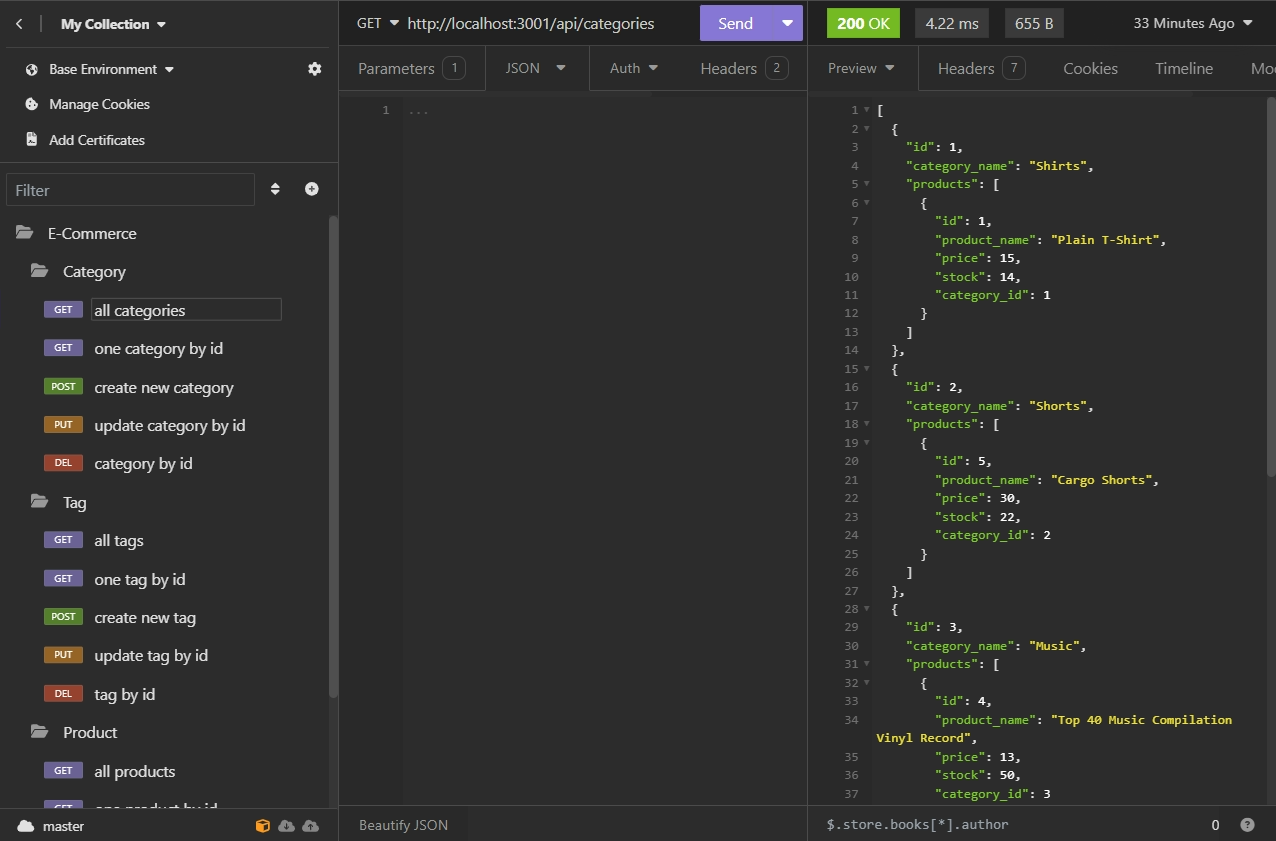 My Collection
Base Environment
Manage Cookies
Add Certificates
Filter
E-Commerce
Category
GET all categories
GET one category by id
POST create new category
PUT update category by id
DEL category by id
Tag
GET all tags
GET one tag by id
POST create new tag
PUT update tag by id
DEL tag by id
Product
GET all products
GET one product by id
master
GET http://localhost:3001/api/categories Send
Parameters 1 JSON Auth Headers 2
1 ...
Beautify JSON
200 OK 4.22 ms 655 B 33 Minutes Ago
Preview Headers 7 Cookies Timeline Mo
1 [
2 {
3 "id": 1,
4 "category_name": "Shirts",
5 "products": [
6 {
7 "id": 1,
8 "product_name": "Plain T-Shirt",
9 "price": 15,
10 "stock": 14,
11 "category_id": 1
12 }
13 ]
14 },
15 {
16 "id": 2,
17 "category_name": "Shorts",
18 "products": [
19 {
20 "id": 5,
21 "product_name": "Cargo Shorts",
22 "price": 30,
23 "stock": 22,
24 "category_id": 2
25 }
26 ]
27 },
28 {
29 "id": 3,
30 "category_name": "Music",
31 "products": [
32 {
33 "id": 4,
34 "product_name": "Top 40 Music Compilation
Vinyl Record",
35 "price": 13,
36 "stock": 50,
37 "category_id": 3
$.store.books[*].author 0 ?